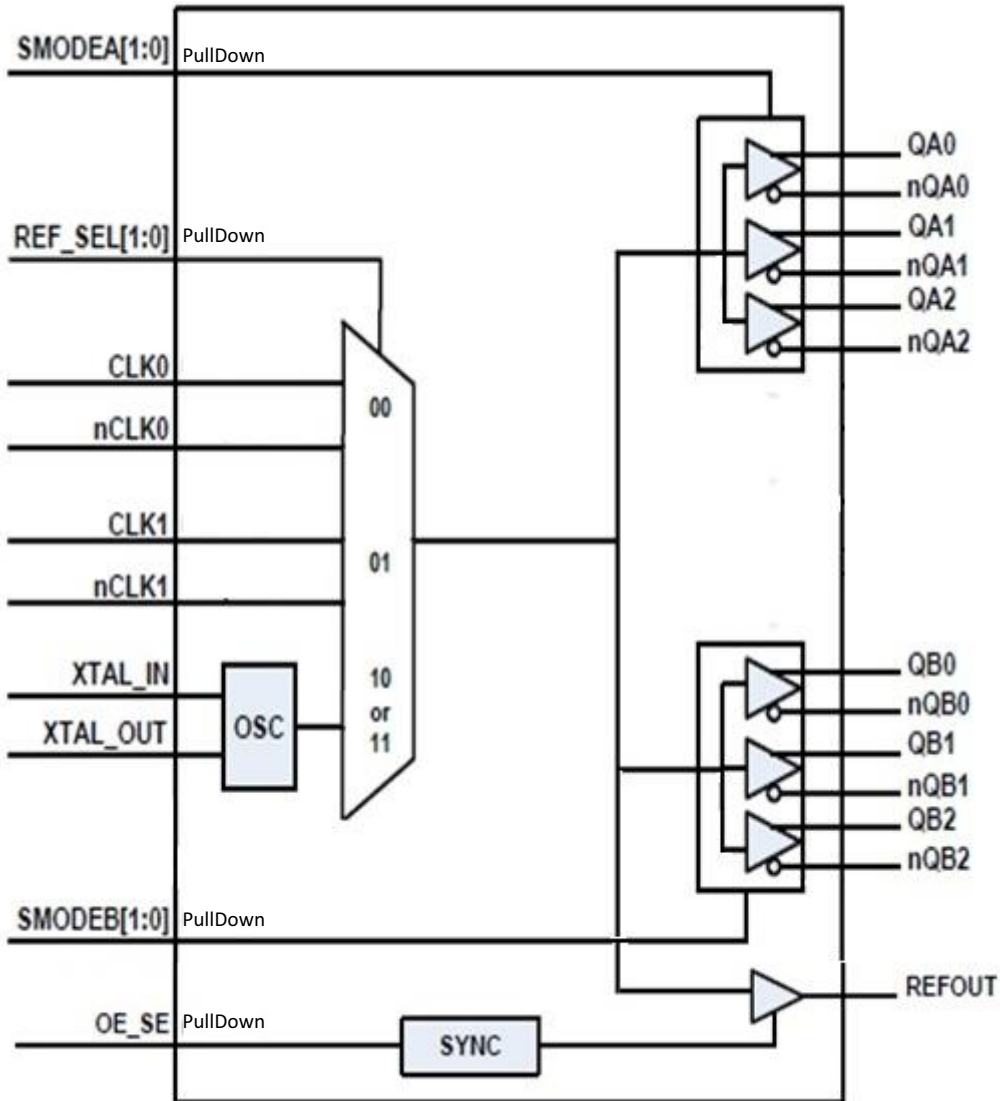 SMODEA[1:0] PullDown
QA0
nQA0
QA1
REF_SEL[1:0] PullDown
nQA1
QA2
nQA2
CLK0
00
nCLK0
CLK1
01
nCLK1
XTAL_IN
10
or
11
OSC
XTAL_OUT
QB0
nQB0
QB1
nQB1
QB2
nQB2
SMODEB[1:0] PullDown
REFOUT
OE_SE PullDown
SYNC